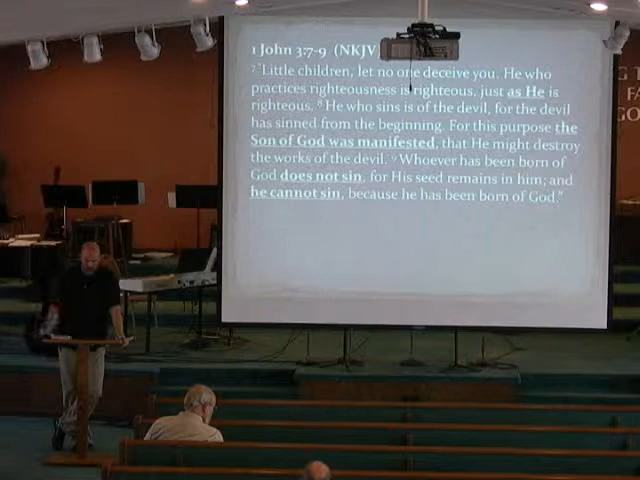 1 John 3:7-9 (NKJV
7 "Little children, let no one deceive you. He who
practices righteousness is righteous, just as He is
righteous. 8 He who sins is of the devil, for the devil
has sinned from the beginning. For this purpose the
Son of God was manifested, that He might destroy
the works of the devil. 9 Whoever has been born of
God does not sin, for His seed remains in him; and
he cannot sin, because he has been born of God."